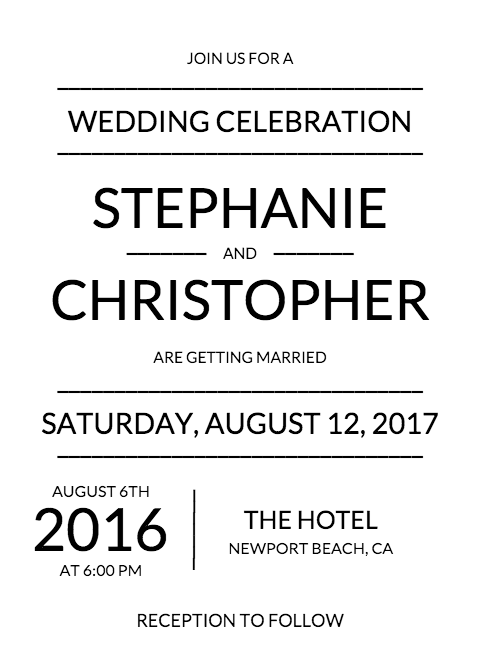 JOIN US FOR A
WEDDING CELEBRATION
STEPHANIE
AND
CHRISTOPHER
ARE GETTING MARRIED
SATURDAY, AUGUST 12, 2017
AUGUST 6TH
2016
AT 6:00 PM
THE HOTEL
NEWPORT BEACH, CA
RECEPTION TO FOLLOW